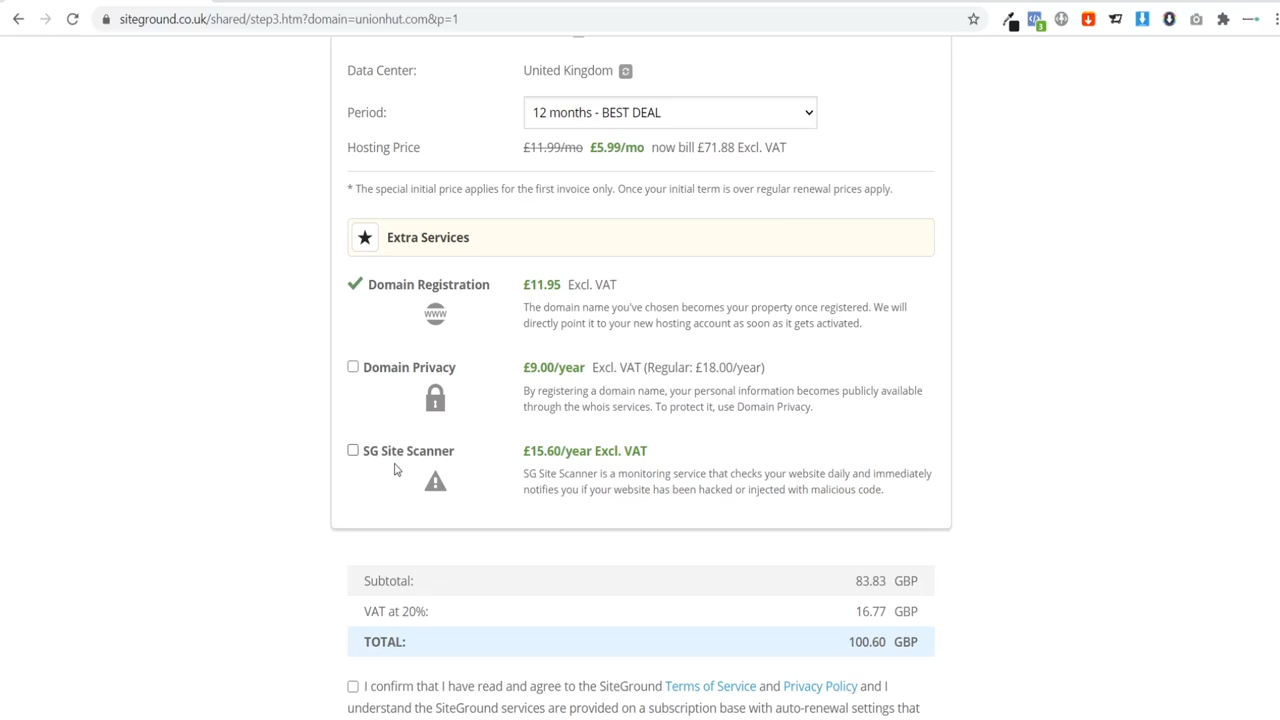 siteground.co.uk/shared/step3.htm?domain=unionhut.com&p=1
3
Data Center: United Kingdom
Period: 12 months - BEST DEAL
Hosting Price £11.99/mo £5.99/mo now bill £71.88 Excl. VAT
* The special initial price applies for the first invoice only. Once your initial term is over regular renewal prices apply.
Extra Services
Domain Registration £11.95 Excl. VAT
www
The domain name you've chosen becomes your property once registered. We will
directly point it to your new hosting account as soon as it gets activated.
Domain Privacy £9.00/year Excl. VAT (Regular: £18.00/year)
By registering a domain name, your personal information becomes publicly available
through the whois services. To protect it, use Domain Privacy.
SG Site Scanner £15.60/year Excl. VAT
SG Site Scanner is a monitoring service that checks your website daily and immediately
notifies you if your website has been hacked or injected with malicious code.
Subtotal: 83.83 GBP
VAT at 20%: 16.77 GBP
TOTAL: 100.60 GBP
I confirm that I have read and agree to the SiteGround Terms of Service and Privacy Policy and I
understand the SiteGround services are provided on a subscription base with auto-renewal settings that